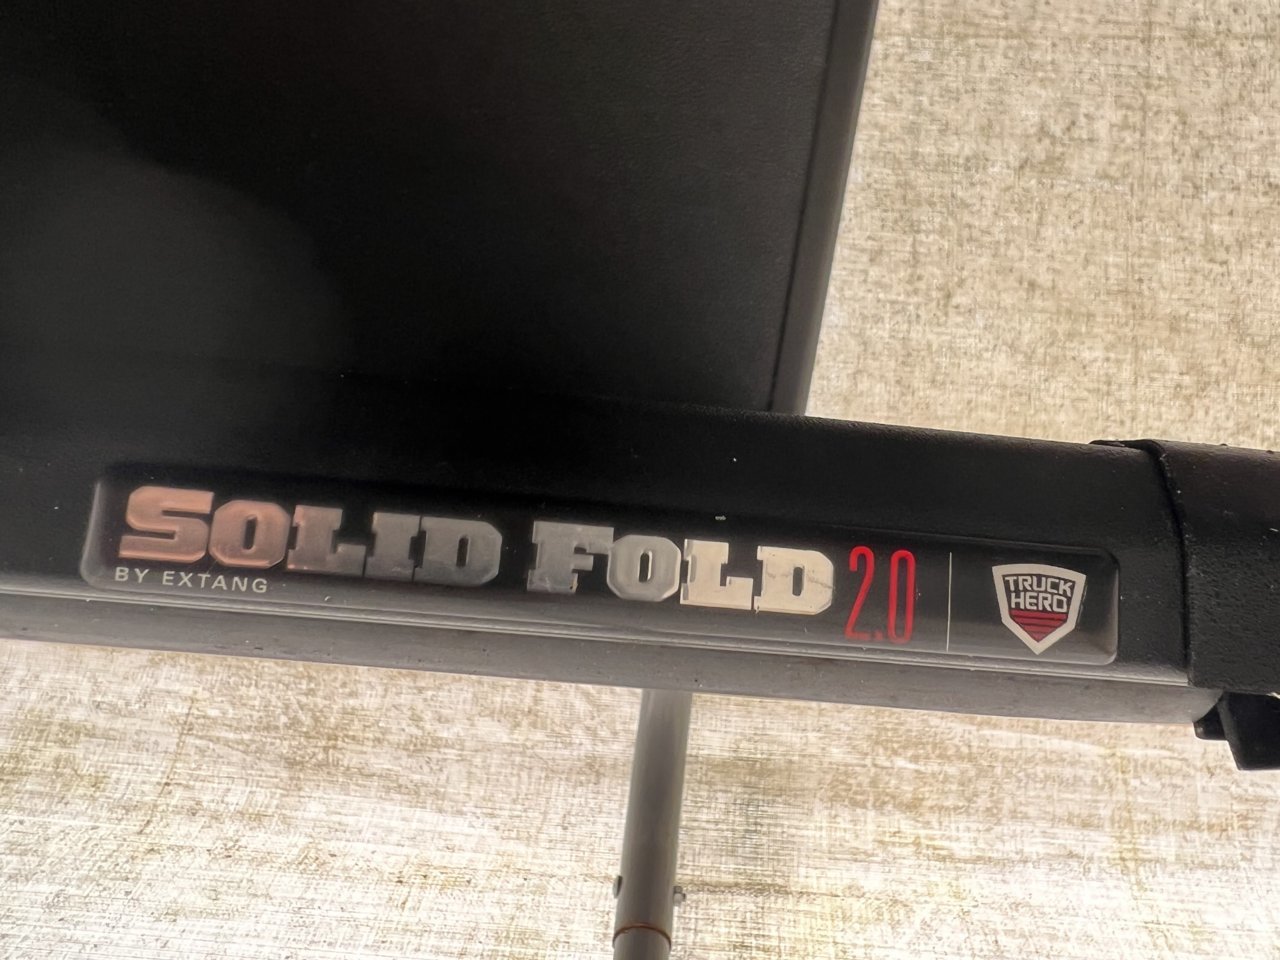 SOLID FOLD 2.0
BY EXTANG
TRUCK
HERO